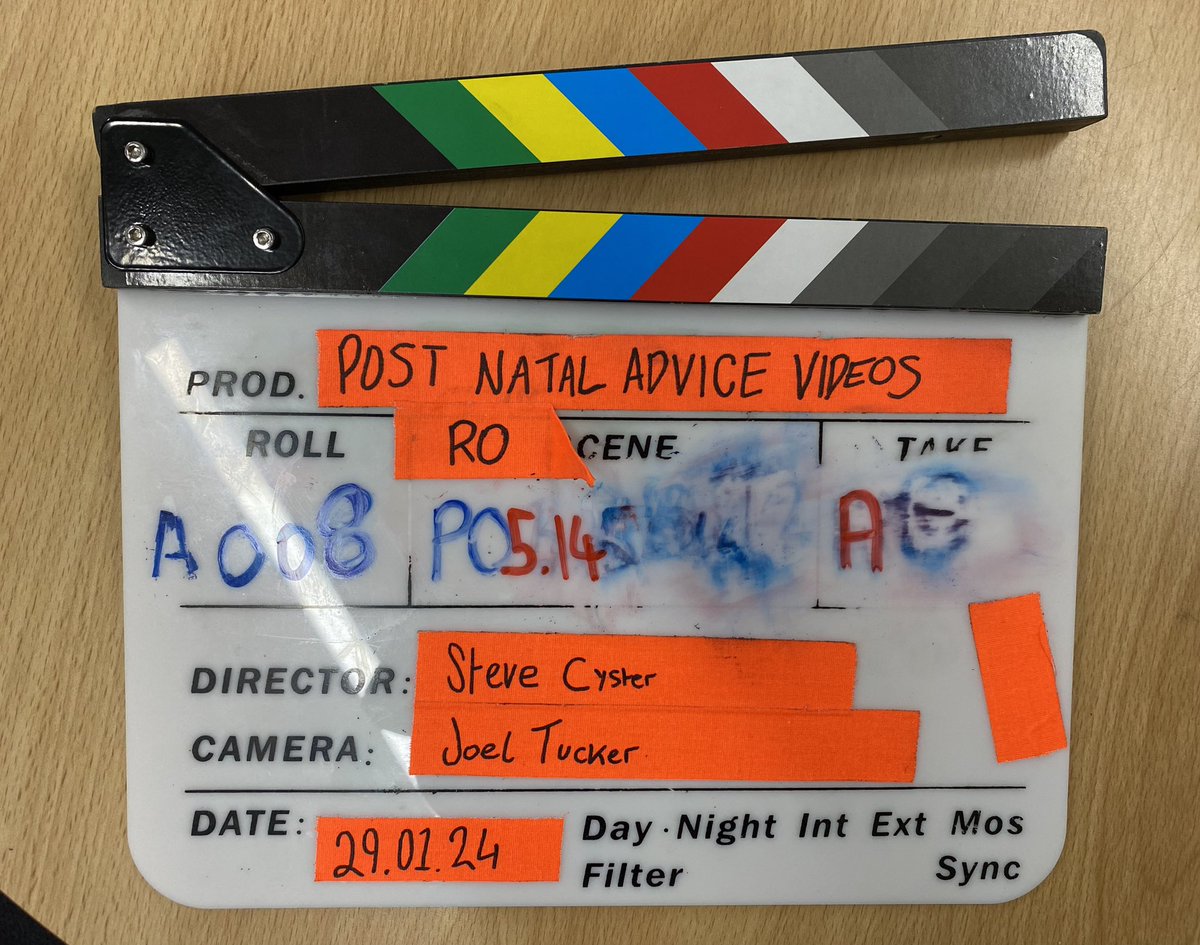 PROD. POST NATAL ADVICE VIDEOS
ROLL RO CENE TAKE
A008 PO5.14 A
DIRECTOR: Steve Cyster
CAMERA: Joel Tucker
DATE: 29.01.24 Day · Night Int Ext Mos
Filter Sync